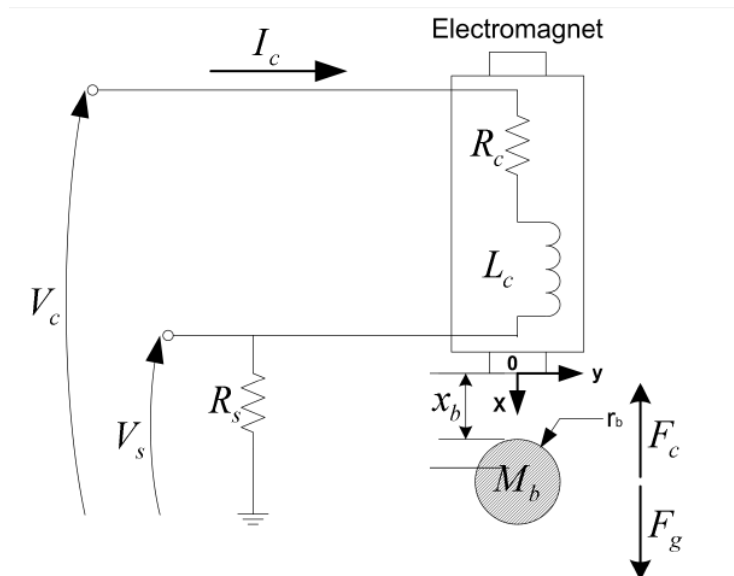 Electromagnet
I_c
R_c
L_c
V_c
0
y
R_s
x_b
x
r_b
V_s
F_c
M_b
F_g